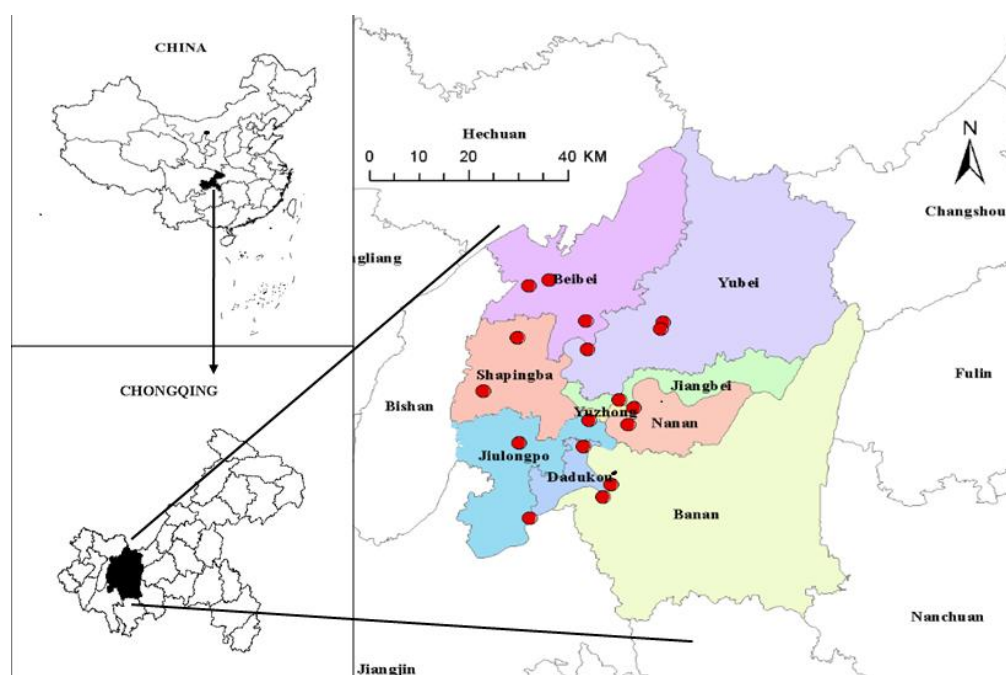 CHINA
CHONGQING
Hechuan
N
0 10 20 40 KM
Changshou
ngliang
Beibei
Yubei
Shapingba
Jiangbei
Fulin
Bishan
Yuzhong
Nanan
Jiulongpo
Dadukou
Banan
Nanchuan
Jiangjin